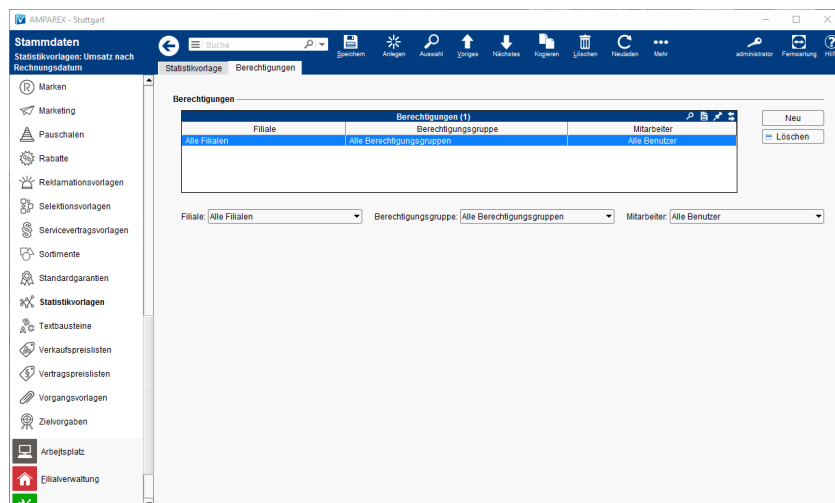 AMPAREX - Stuttgart
Stammdaten
Statistikvorlagen: Umsatz nach
Rechnungsdatum
Suche
Speichern
Anlegen
Auswahl
Voriges
Nächstes
Kopieren
Löschen
Neuladen
Mehr
administrator
Fernwartung
Hilf
Statistikvorlage
Berechtigungen
Marken
Marketing
Pauschalen
Rabatte
Reklamationsvorlagen
Selektionsvorlagen
Servicevertragsvorlagen
Sortimente
Standardgarantien
Statistikvorlagen
Textbausteine
Verkaufspreislisten
Vertragspreislisten
Vorgangsvorlagen
Zielvorgaben
Arbeitsplatz
Filialverwaltung
Berechtigungen
Berechtigungen (1)
Filiale Berechtigungsgruppe Mitarbeiter
Alle Filialen Alle Berechtigungsgruppen Alle Benutzer
Neu
Löschen
Filiale: Alle Filialen Berechtigungsgruppe: Alle Berechtigungsgruppen Mitarbeiter: Alle Benutzer